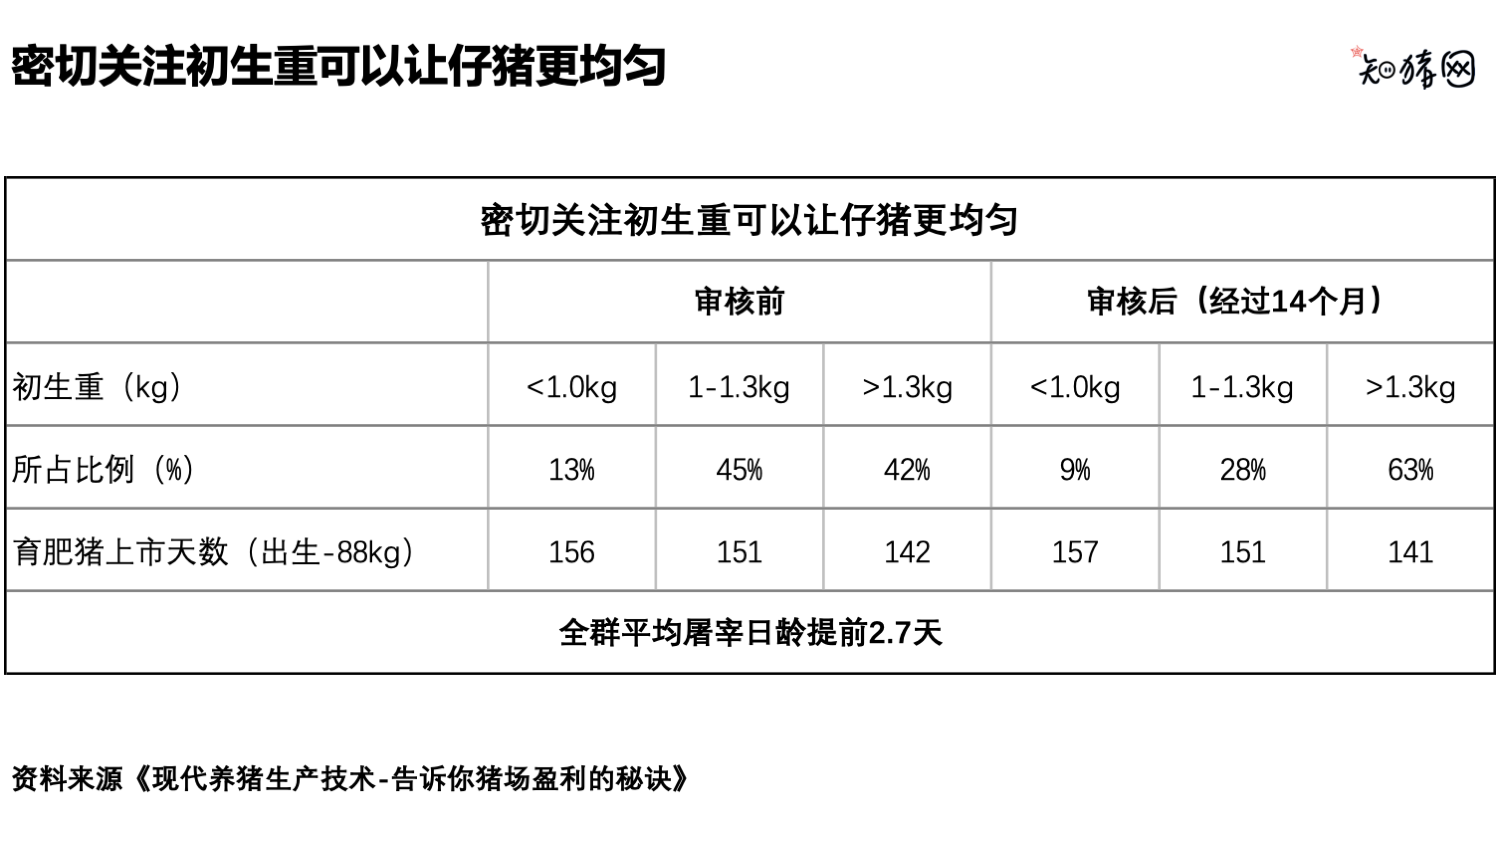 密切关注初生重可以让仔猪更均匀
知猪网
密切关注初生重可以让仔猪更均匀
审核前 审核后（经过14个月）
初生重（kg） <1.0kg 1-1.3kg >1.3kg <1.0kg 1-1.3kg >1.3kg
所占比例（%） 13% 45% 42% 9% 28% 63%
育肥猪上市天数（出生-88kg） 156 151 142 157 151 141
全群平均屠宰日龄提前2.7天
资料来源《现代养猪生产技术-告诉你猪场盈利的秘诀》